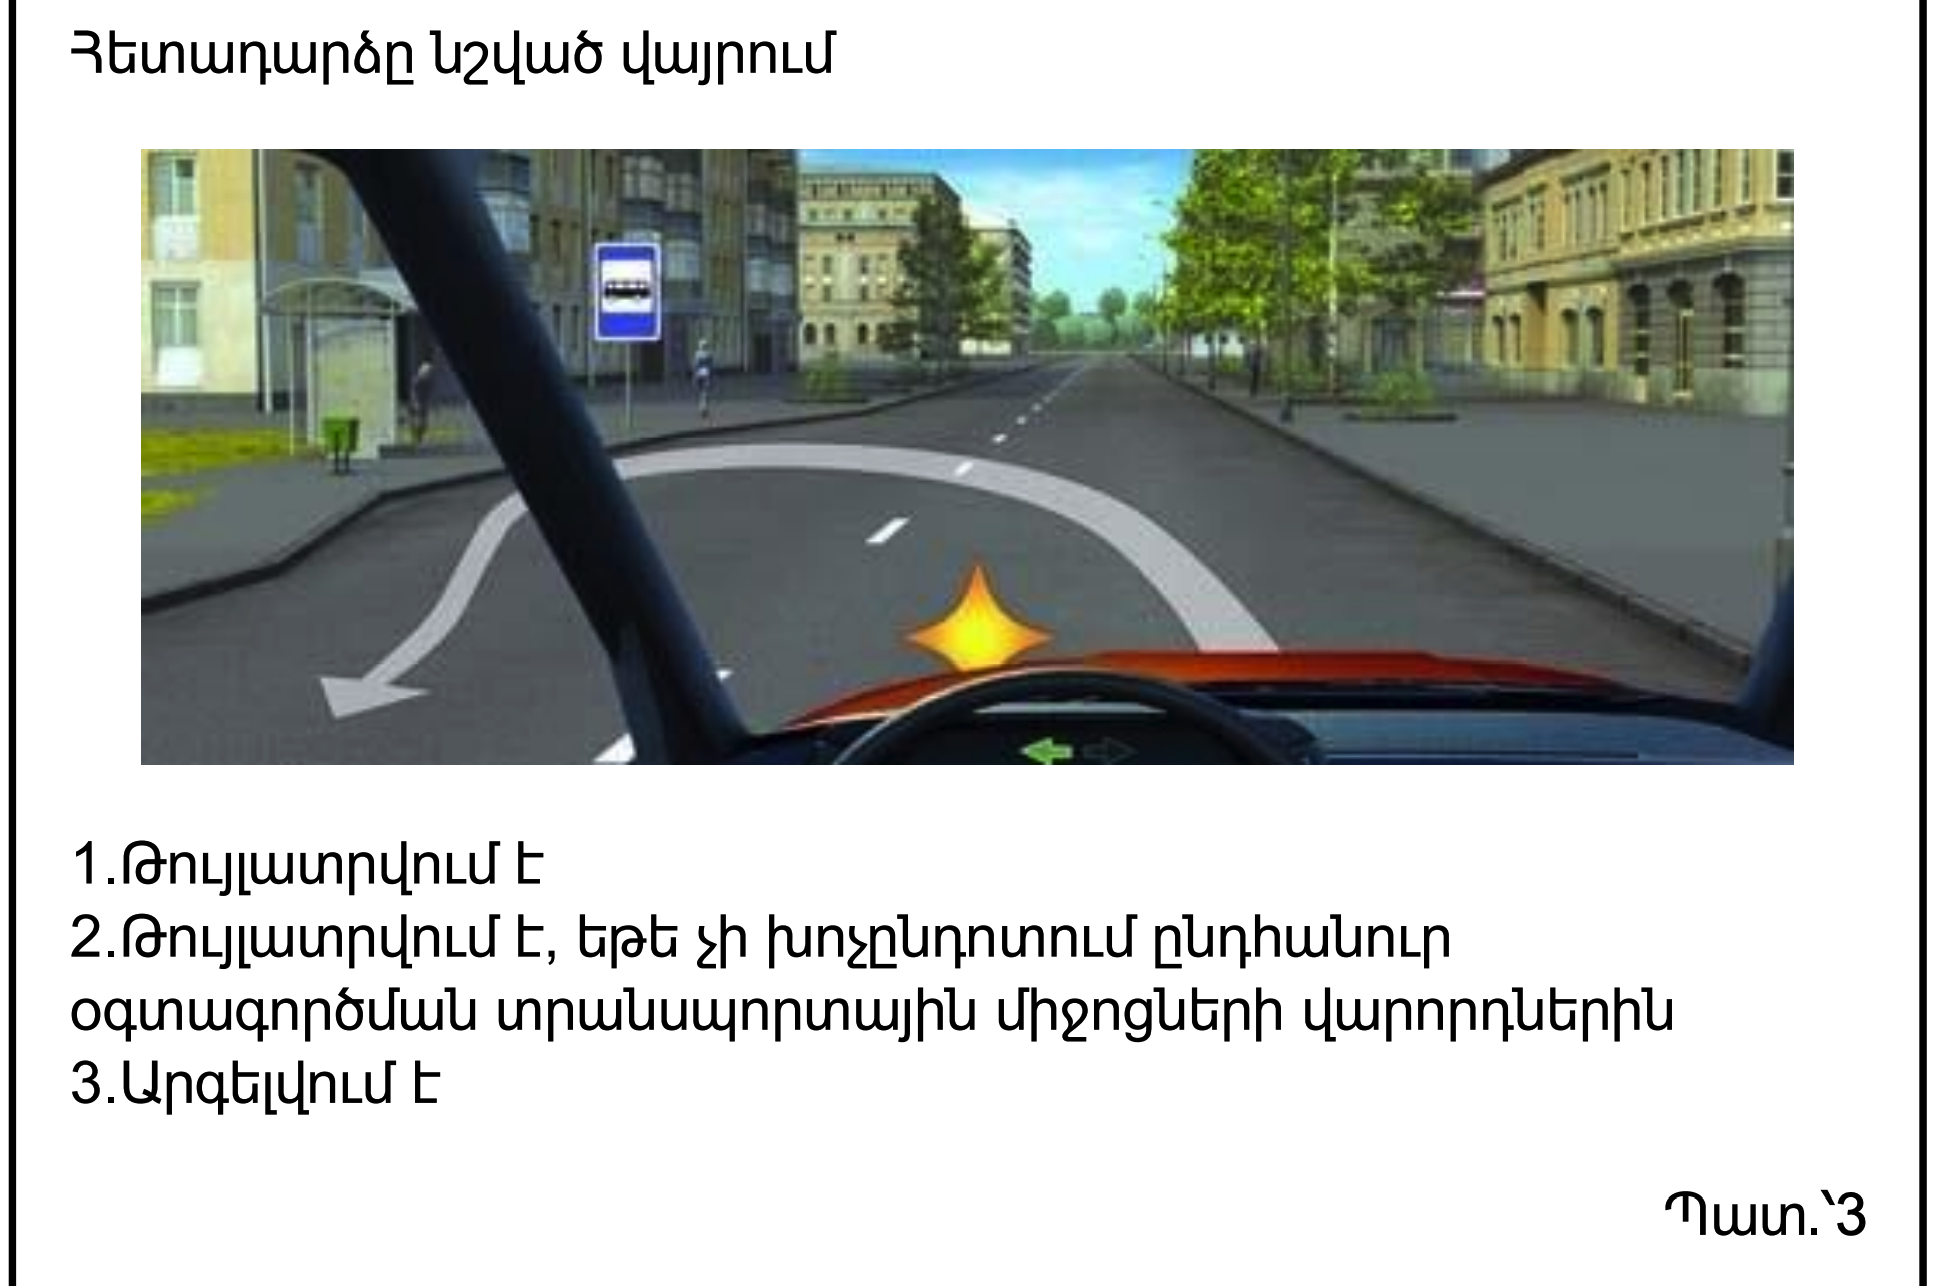 Հետադարձը նշված վայրում
1.Թույլատրվում է
2.Թույլատրվում է, եթե չի խոչընդոտում ընդհանուր
օգտագործման տրանսպորտային միջոցների վարորդներին
3.Արգելվում է
Պատ.՝3